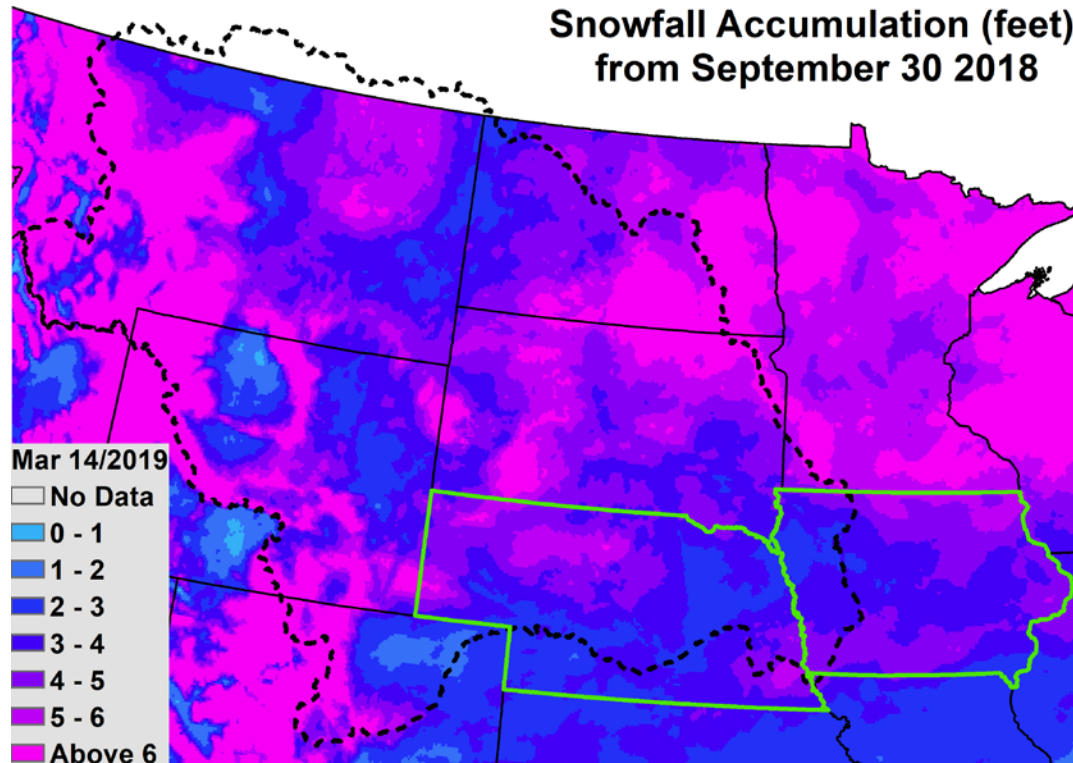 Snowfall Accumulation (feet)
from September 30 2018
Mar 14/2019
No Data
0 - 1
1 - 2
2 - 3
3 - 4
4 - 5
5 - 6
Above 6